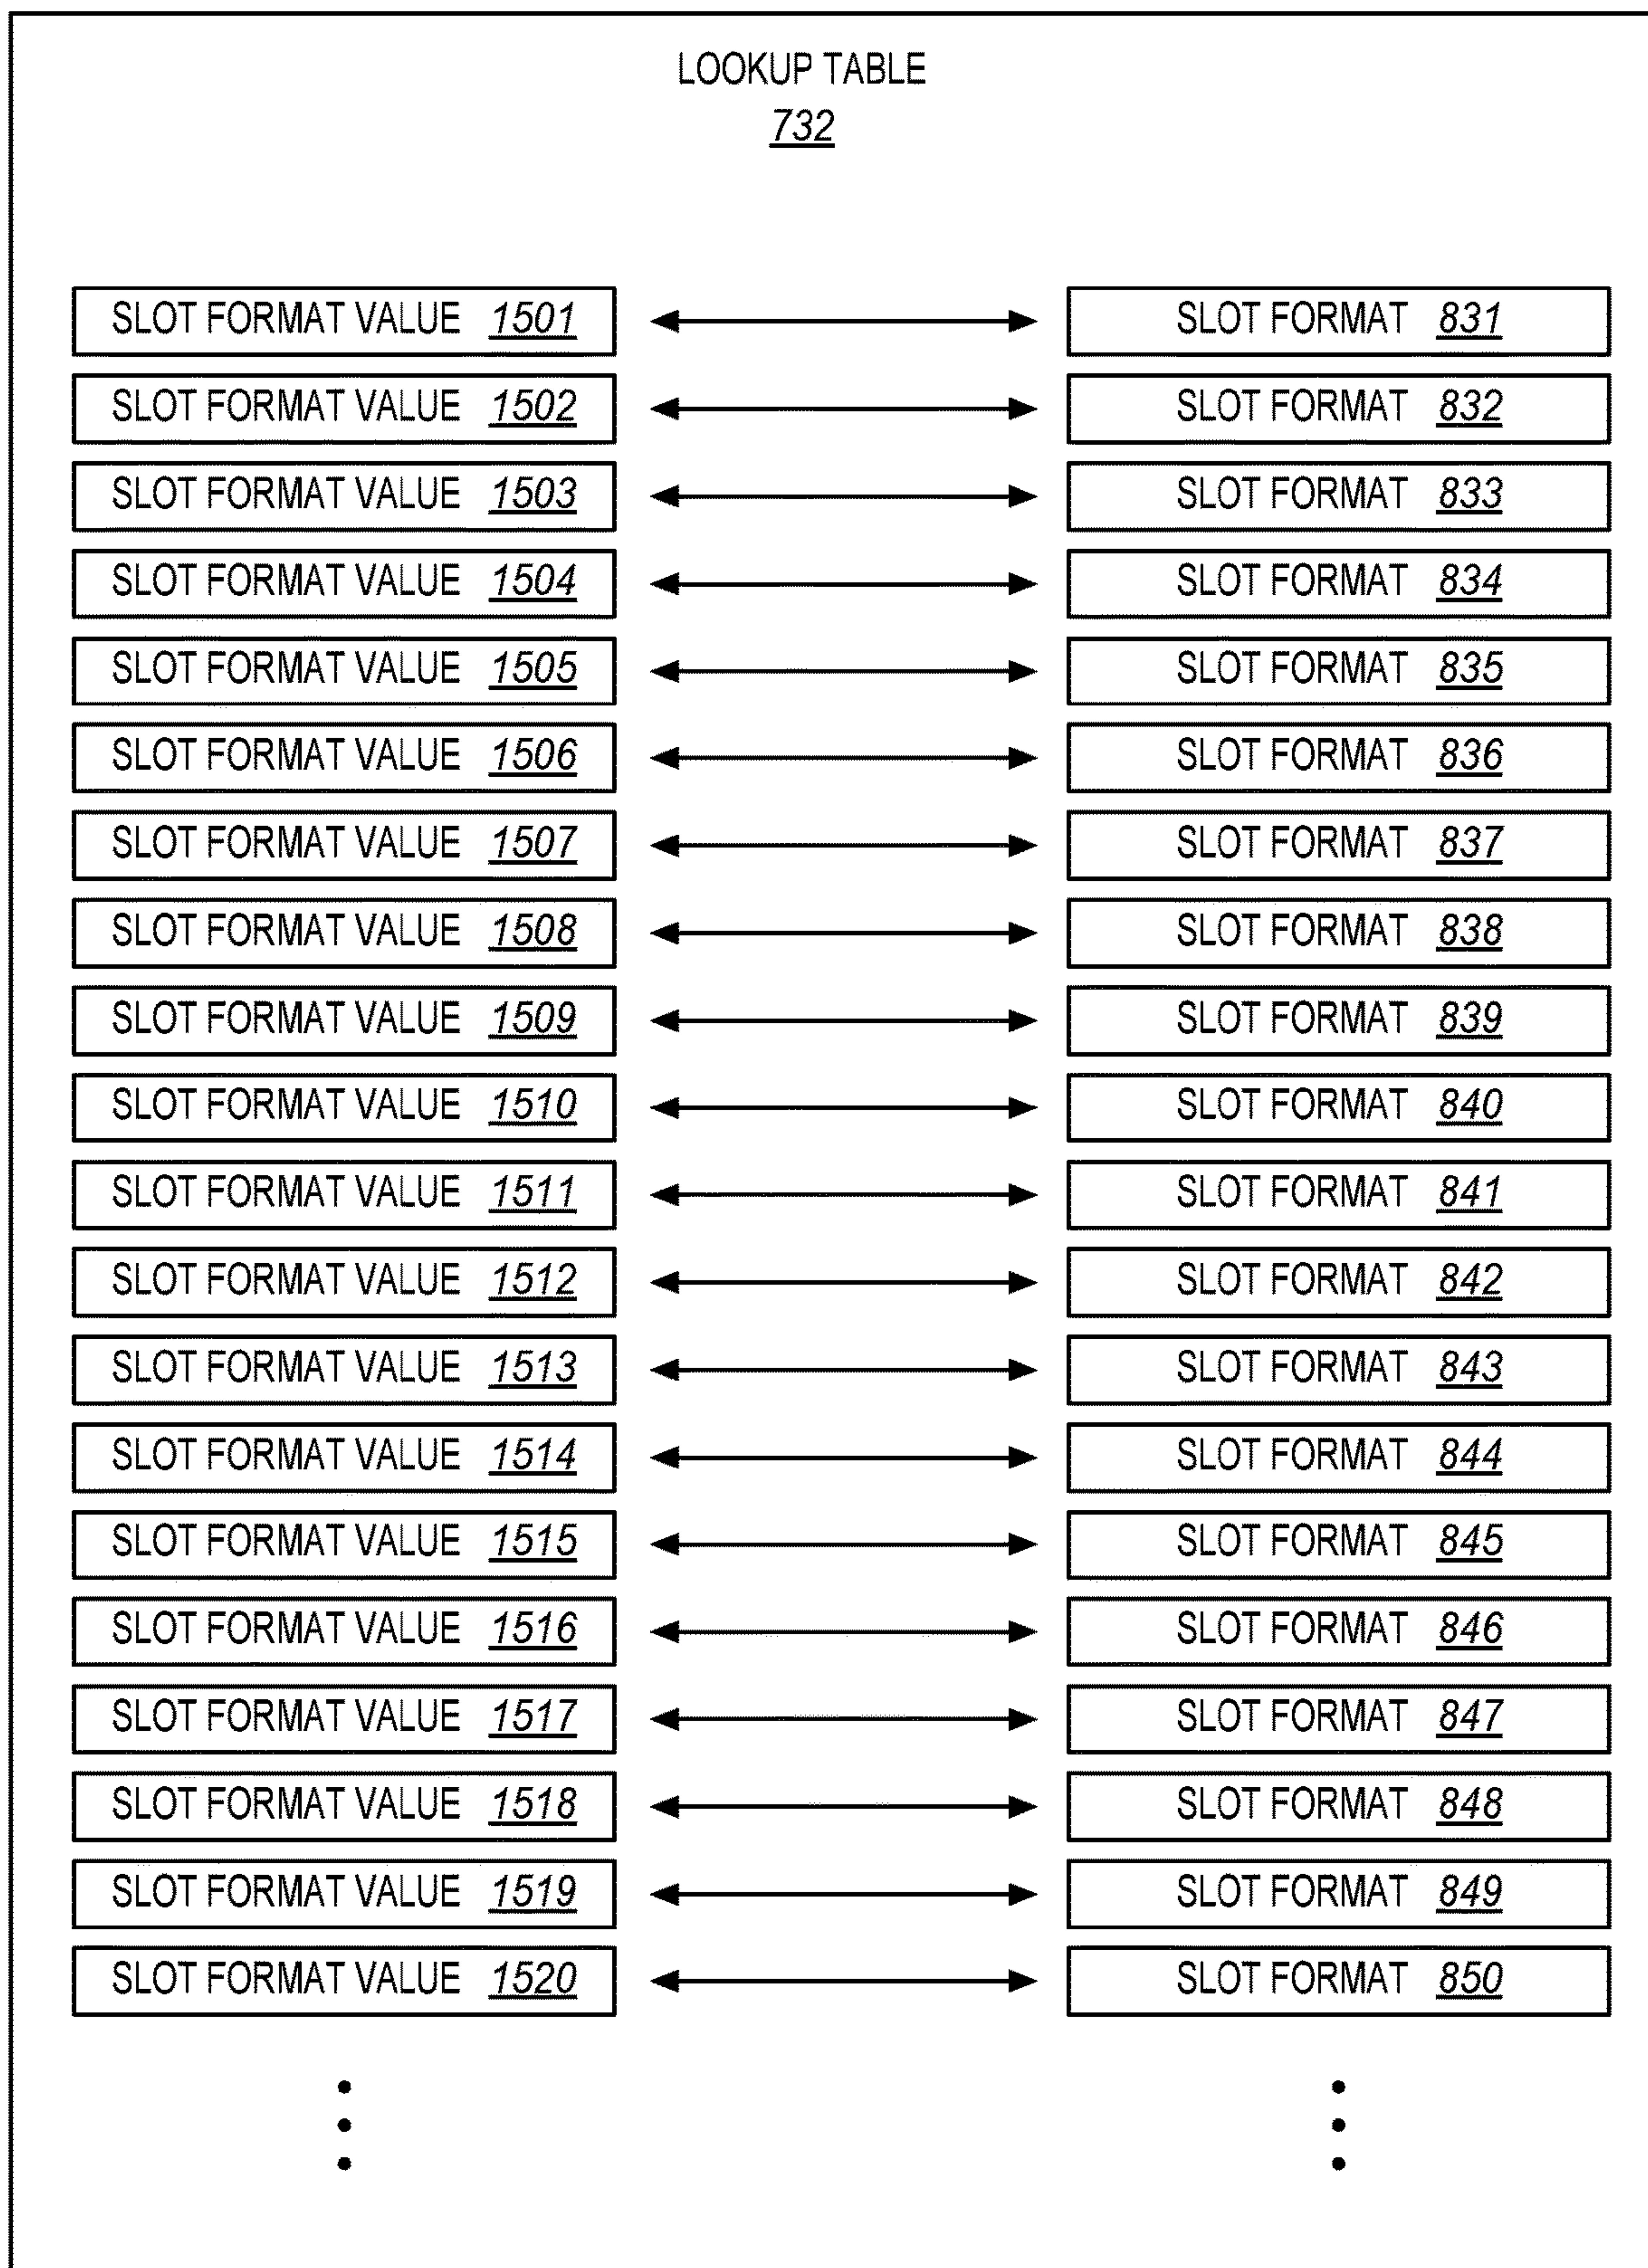 LOOKUP TABLE
732
SLOT FORMAT VALUE 1501 SLOT FORMAT 831
SLOT FORMAT VALUE 1502 SLOT FORMAT 832
SLOT FORMAT VALUE 1503 SLOT FORMAT 833
SLOT FORMAT VALUE 1504 SLOT FORMAT 834
SLOT FORMAT VALUE 1505 SLOT FORMAT 835
SLOT FORMAT VALUE 1506 SLOT FORMAT 836
SLOT FORMAT VALUE 1507 SLOT FORMAT 837
SLOT FORMAT VALUE 1508 SLOT FORMAT 838
SLOT FORMAT VALUE 1509 SLOT FORMAT 839
SLOT FORMAT VALUE 1510 SLOT FORMAT 840
SLOT FORMAT VALUE 1511 SLOT FORMAT 841
SLOT FORMAT VALUE 1512 SLOT FORMAT 842
SLOT FORMAT VALUE 1513 SLOT FORMAT 843
SLOT FORMAT VALUE 1514 SLOT FORMAT 844
SLOT FORMAT VALUE 1515 SLOT FORMAT 845
SLOT FORMAT VALUE 1516 SLOT FORMAT 846
SLOT FORMAT VALUE 1517 SLOT FORMAT 847
SLOT FORMAT VALUE 1518 SLOT FORMAT 848
SLOT FORMAT VALUE 1519 SLOT FORMAT 849
SLOT FORMAT VALUE 1520 SLOT FORMAT 850